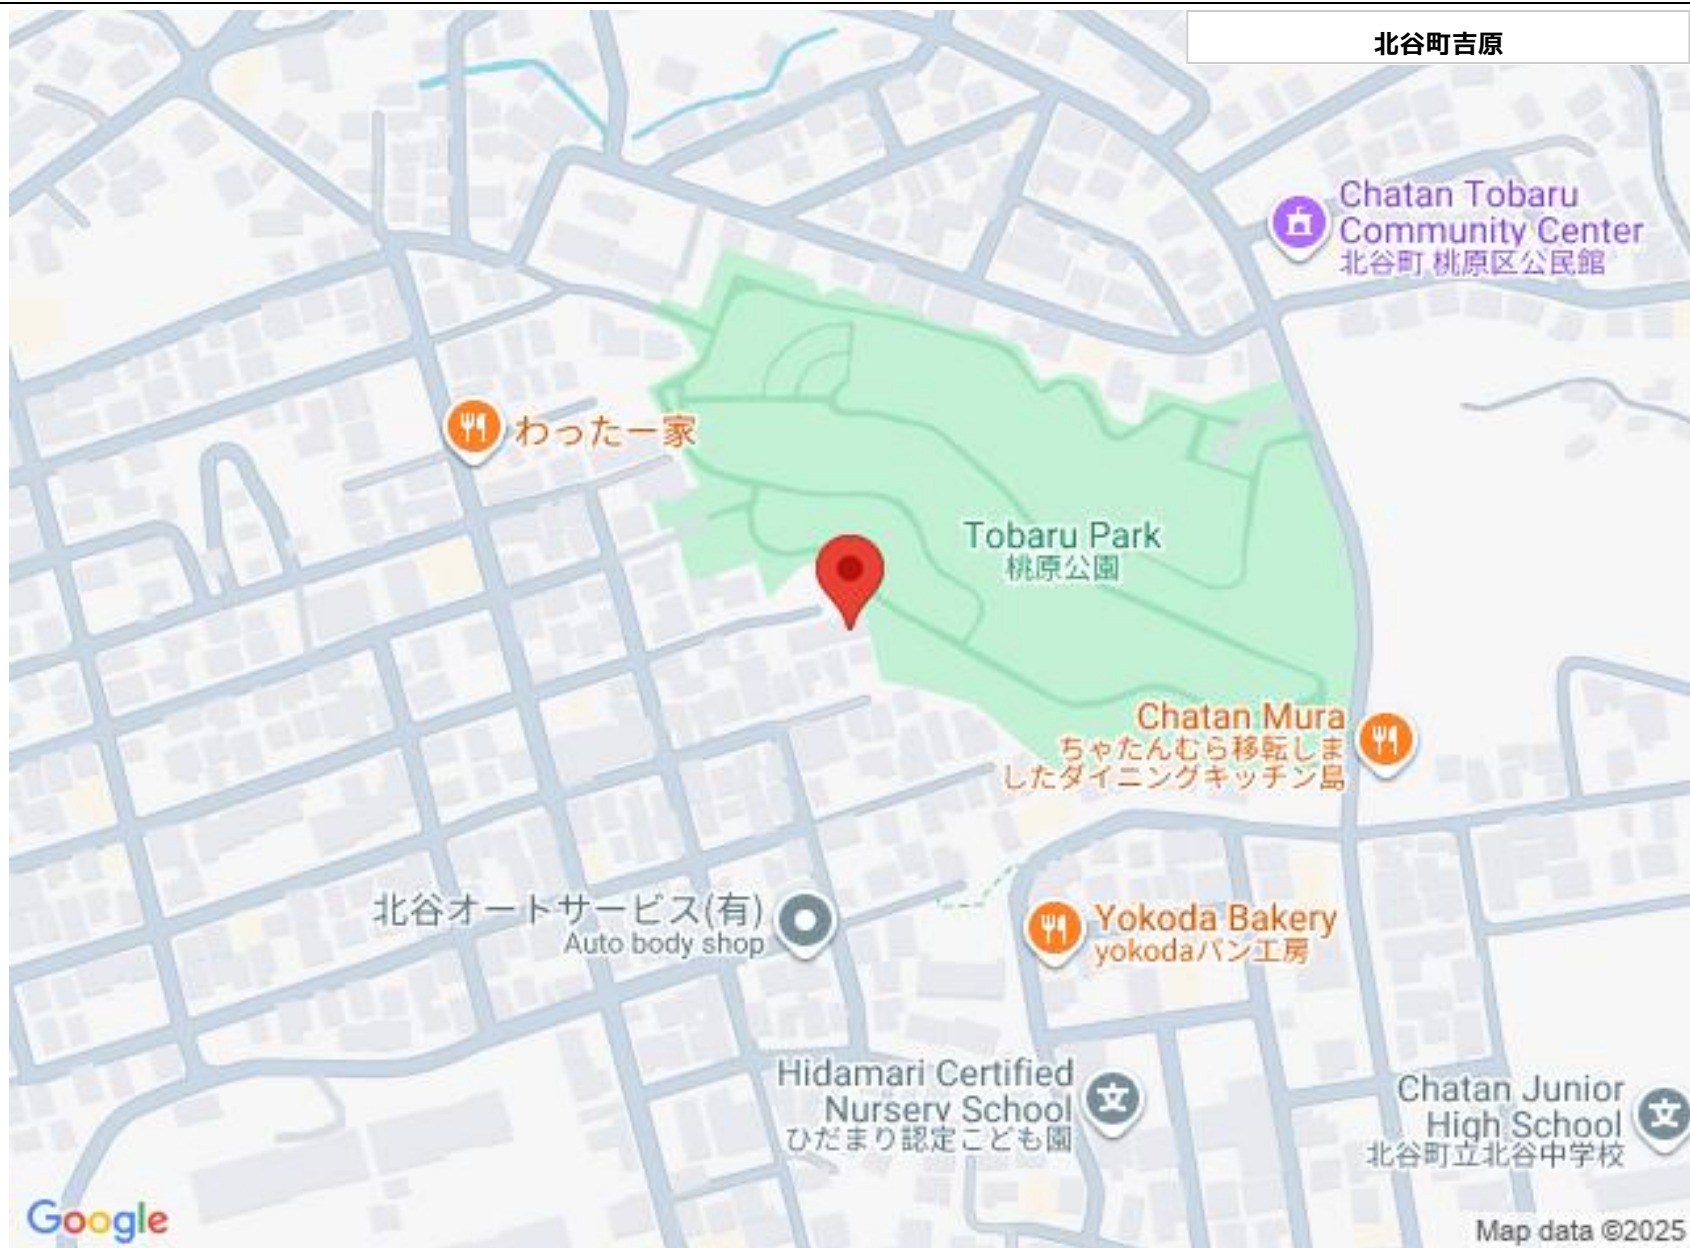 北谷町吉原
Chatan Tobaru
Community Center
北谷町 桃原区公民館
わったー家
Tobaru Park
桃原公園
Chatan Mura
ちゃたんむら移転しま
したダイニングキッチン島
北谷オートサービス(有)
Auto body shop
Yokoda Bakery
yokodaパン工房
Hidamari Certified
Nursery School
ひだまり認定こども園
Chatan Junior
High School
北谷町立北谷中学校
Google
Map data ©2025